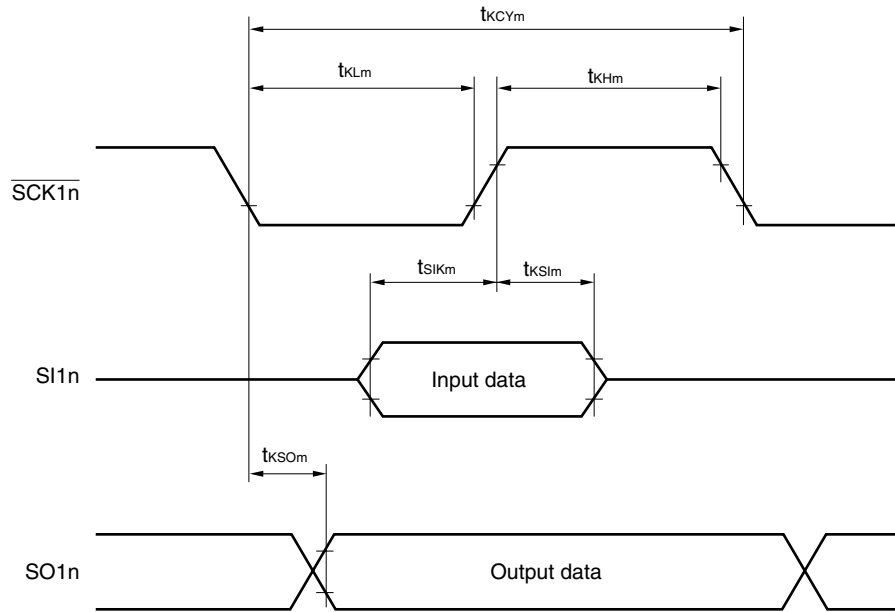 tKCYm
tKLm tKHm
SCK1n
tSIKm tKSIm
SI1n Input data
tKSOm
SO1n Output data